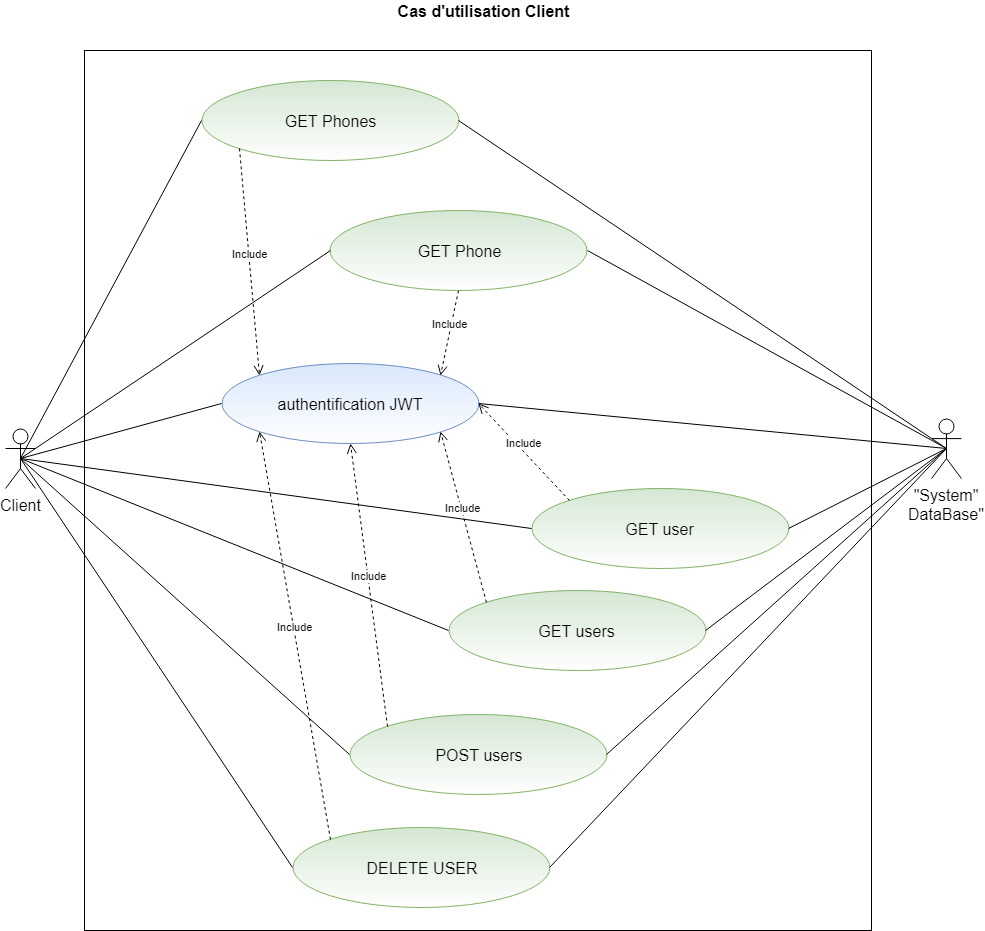 Cas d'utilisation Client
GET Phones
Include
GET Phone
Include
authentification JWT
Include
Client
"System"
DataBase"
Include
GET user
Include
Include
GET users
POST users
DELETE USER